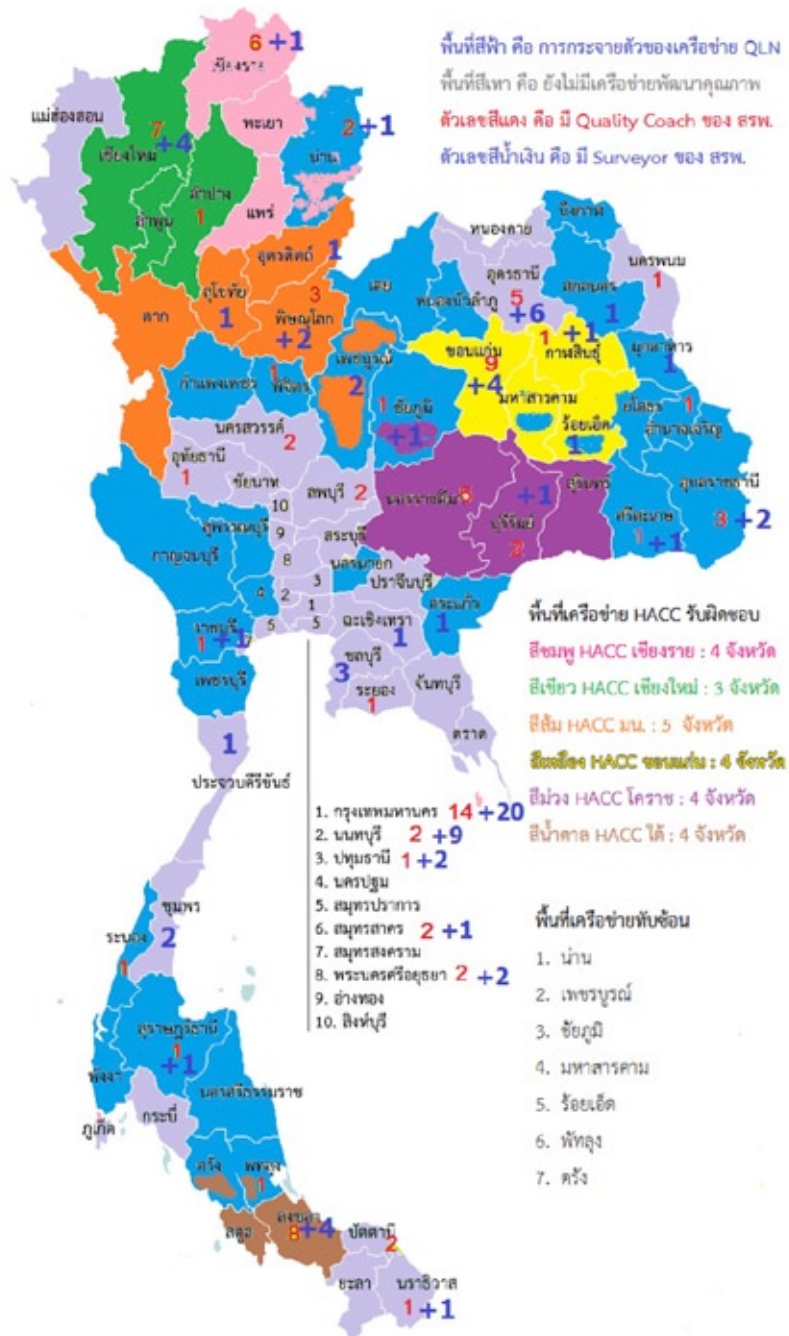 พื้นที่สีฟ้า คือ การกระจายตัวของเครือข่าย QLN
พื้นที่สีเทา คือ ยังไม่มีเครือข่ายพัฒนาคุณภาพ
ตัวเลขสีแดง คือ มี Quality Coach ของ สรพ.
ตัวเลขสีน้ำเงิน คือ มี Surveyor ของ สรพ.
6 +1
เชียงราย
แม่ฮ่องสอน
7 +4
เชียงใหม่
พะเยา
2 +1
น่าน
ลำปาง
1
ลำพูน
แพร่
อุตรดิตถ์
1
ตาก
สุโขทัย
1
3
พิษณุโลก
+2
เลย
หนองบัวลำภู
หนองคาย
บึงกาฬ
อุดรธานี
5 +6
สกลนคร
1
นครพนม
1
มุกดาหาร
1
กำแพงเพชร
1
พิจิตร
เพชรบูรณ์
2
ขอนแก่น
9
+4
1 +1
กาฬสินธุ์
มหาสารคาม
ร้อยเอ็ด
1
1
ชัยภูมิ
+1
ยโสธร
1
อำนาจเจริญ
นครสวรรค์
2
อุทัยธานี
1
ชัยนาท
ลพบุรี 2
นครราชสีมา
บุรีรัมย์
+1
สุรินทร์
ศรีสะเกษ
1 +1
อุบลราชธานี
3 +2
กาญจนบุรี
สุพรรณบุรี
10
9
8
สระบุรี
นครนายก
ปราจีนบุรี
สระแก้ว
1
4
2
3
1
6
5
ฉะเชิงเทรา
1
ราชบุรี
1 +1
เพชรบุรี
ชลบุรี
3
ระยอง
1
จันทบุรี
ตราด
1
ประจวบคีรีขันธ์
พื้นที่เครือข่าย HACC รับผิดชอบ
สีชมพู HACC เชียงราย : 4 จังหวัด
สีเขียว HACC เชียงใหม่ : 3 จังหวัด
สีส้ม HACC มน. : 5 จังหวัด
สีเหลือง HACC ขอนแก่น : 4 จังหวัด
สีม่วง HACC โคราช : 4 จังหวัด
สีน้ำตาล HACC ใต้ : 4 จังหวัด
1. กรุงเทพมหานคร 14 +20
2. นนทบุรี 2 +9
3. ปทุมธานี 1 +2
4. นครปฐม
5. สมุทรปราการ
6. สมุทรสาคร 2 +1
7. สมุทรสงคราม
8. พระนครศรีอยุธยา 2 +2
9. อ่างทอง
10. สิงห์บุรี
พื้นที่เครือข่ายทับซ้อน
1. น่าน
2. เพชรบูรณ์
3. ชัยภูมิ
4. มหาสารคาม
5. ร้อยเอ็ด
6. พัทลุง
7. ตรัง
ชุมพร
2
ระนอง
1
สุราษฎร์ธานี
1
+1
พังงา
นครศรีธรรมราช
กระบี่
ภูเก็ต
ตรัง
พัทลุง
1
สตูล
สงขลา
8 +4
ปัตตานี
2
ยะลา
นราธิวาส
1 +1